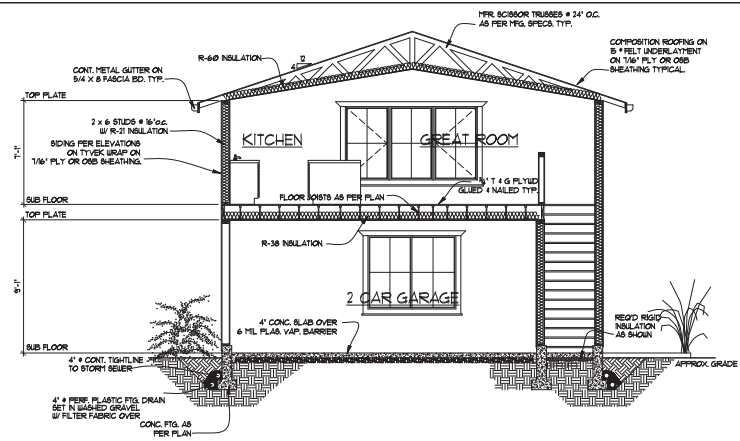 MFR. SCISSOR TRUSSES @ 24" O.C.
AS PER MFG. SPECS. TYP.
COMPOSITION ROOFING ON
15 # FELT UNDERLAYMENT
ON 7/16" PLY OR OSB
SHEATHING TYPICAL.
R-60 INSULATION
12
4
CONT. METAL GUTTER ON
5/4 X 8 FASCIA BD. TYP.
TOP PLATE
2 x 6 STUDS @ 16"o.c.
W/ R-21 INSULATION
SIDING PER ELEVATIONS
ON TYVEK WRAP ON
7/16" PLY OR OSB SHEATHING.
KITCHEN
GREAT ROOM
T & G PLYWD
GLUED & NAILED TYP.
FLOOR JOISTS AS PER PLAN
SUB FLOOR
TOP PLATE
R-38 INSULATION
2 CAR GARAGE
4" CONC. SLAB OVER
6 MIL PLAS. VAP. BARRIER
REQ'D RIGID
INSULATION
AS SHOWN
SUB FLOOR
4" ϕ CONT. TIGHTLINE
TO STORM SEWER
APPROX. GRADE
4" ϕ PERF. PLASTIC FTG. DRAIN
SET IN WASHED GRAVEL
W/ FILTER FABRIC OVER
CONC. FTG. AS
PER PLAN